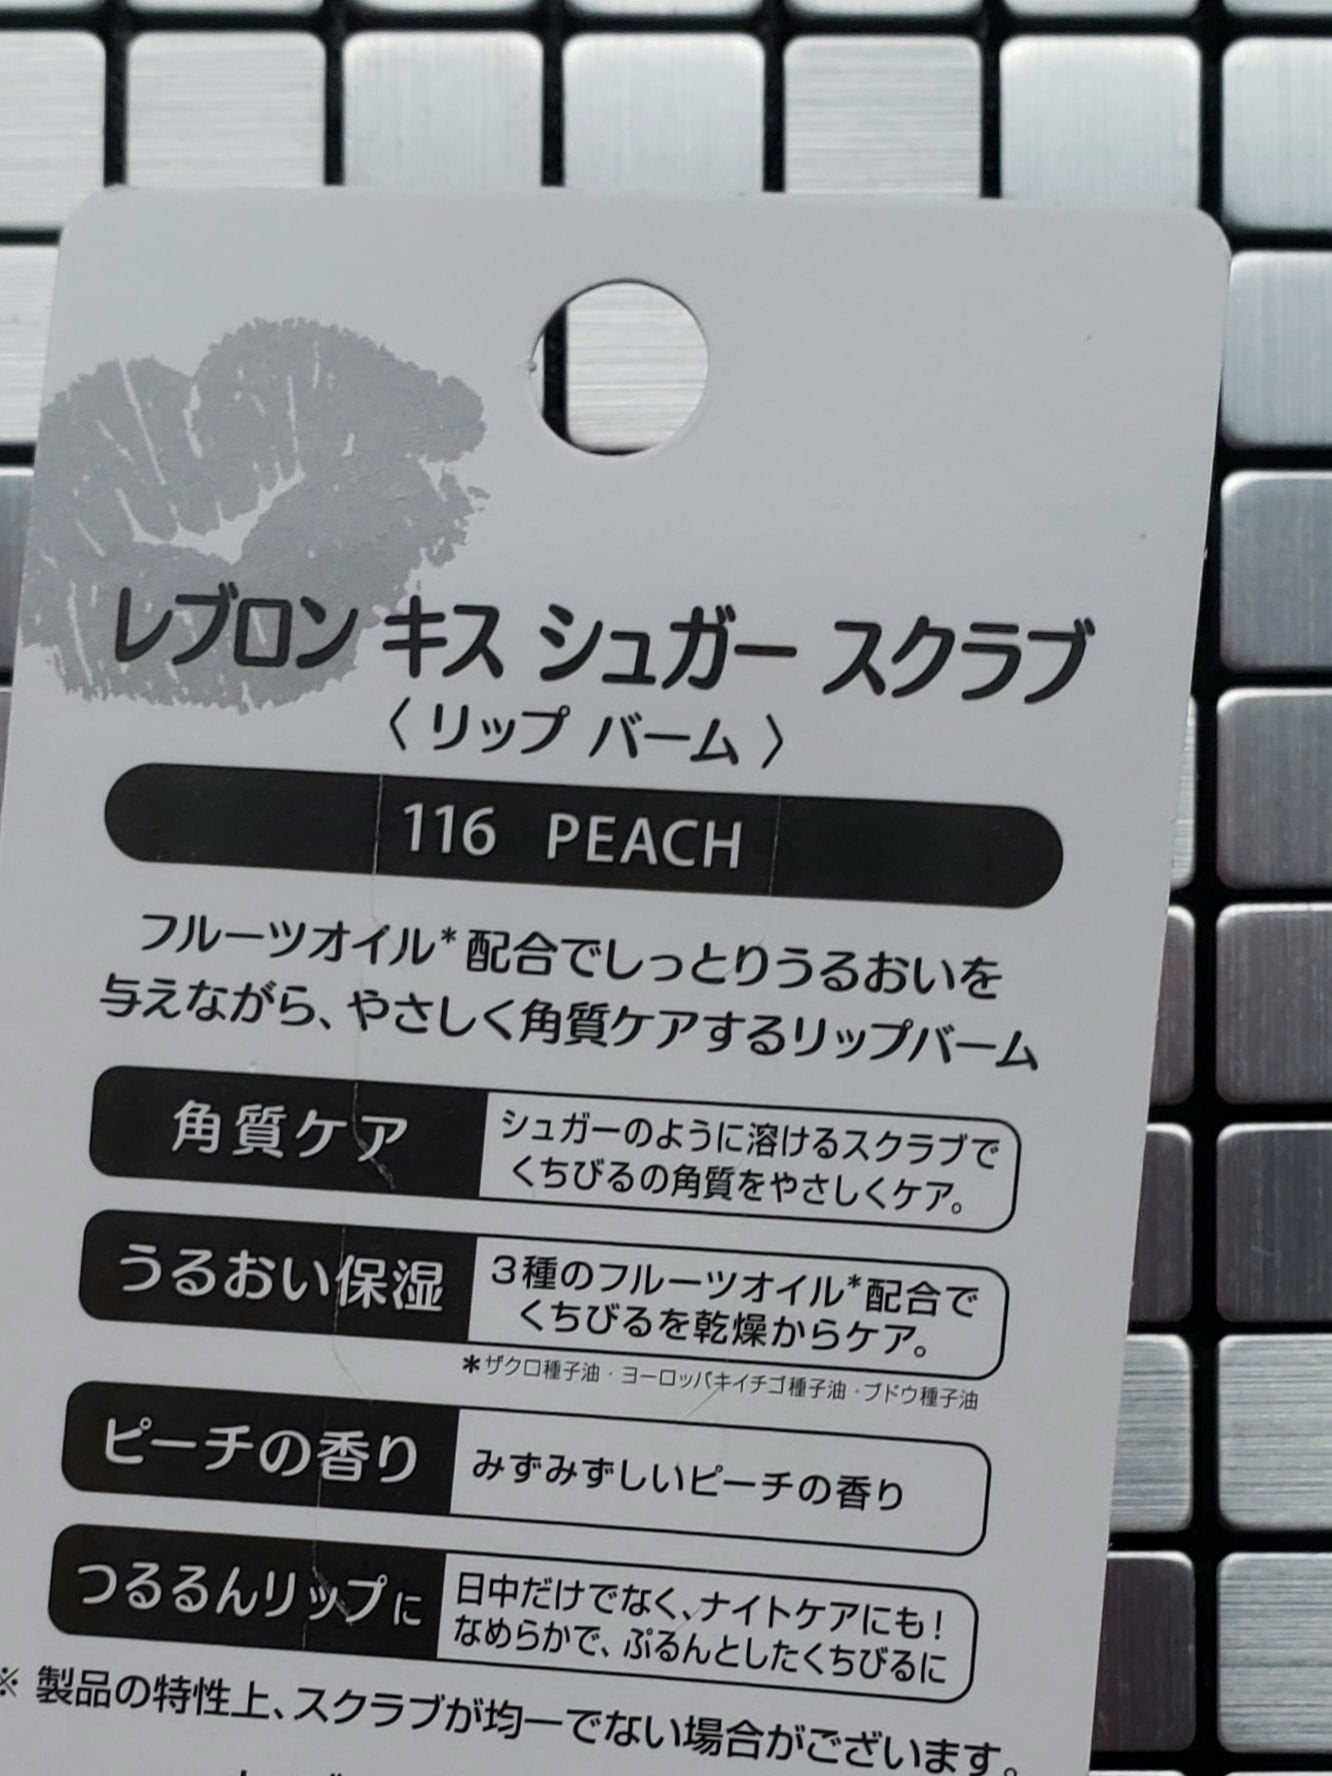 レブロン キス シュガー スクラブ
〈 リップ バーム 〉
116 PEACH
フルーツオイル*配合でしっとりうるおいを
与えながら、やさしく角質ケアするリップバーム
角質ケア
シュガーのように溶けるスクラブで
くちびるの角質をやさしくケア。
うるおい保湿
3種のフルーツオイル*配合で
くちびるを乾燥からケア。
*ザクロ種子油・ヨーロッパキイチゴ種子油・ブドウ種子油
ピーチの香り
みずみずしいピーチの香り
つるるんリップに
日中だけでなく、ナイトケアにも!
なめらかで、ぷるんとしたくちびるに
※ 製品の特性上、スクラブが均一でない場合がございます。